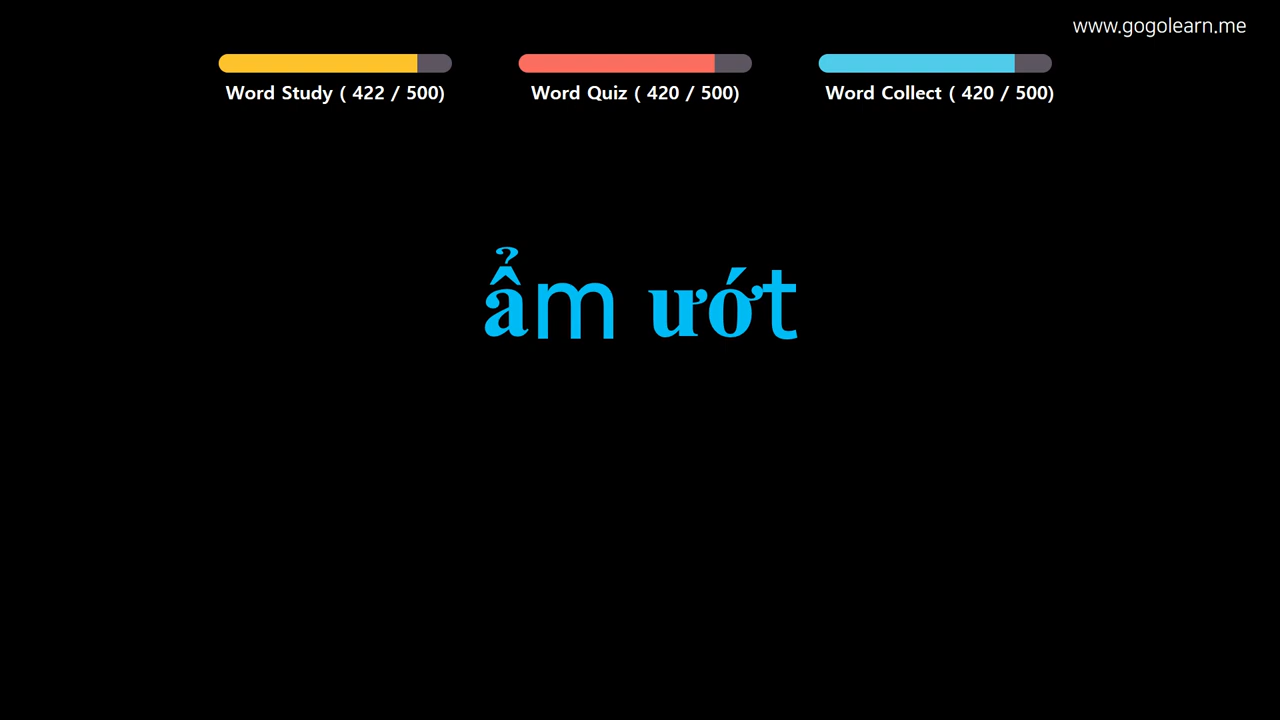 www.gogolearn.me
Word Study ( 422 / 500)
Word Quiz ( 420 / 500)
Word Collect ( 420 / 500)
ẩm ướt